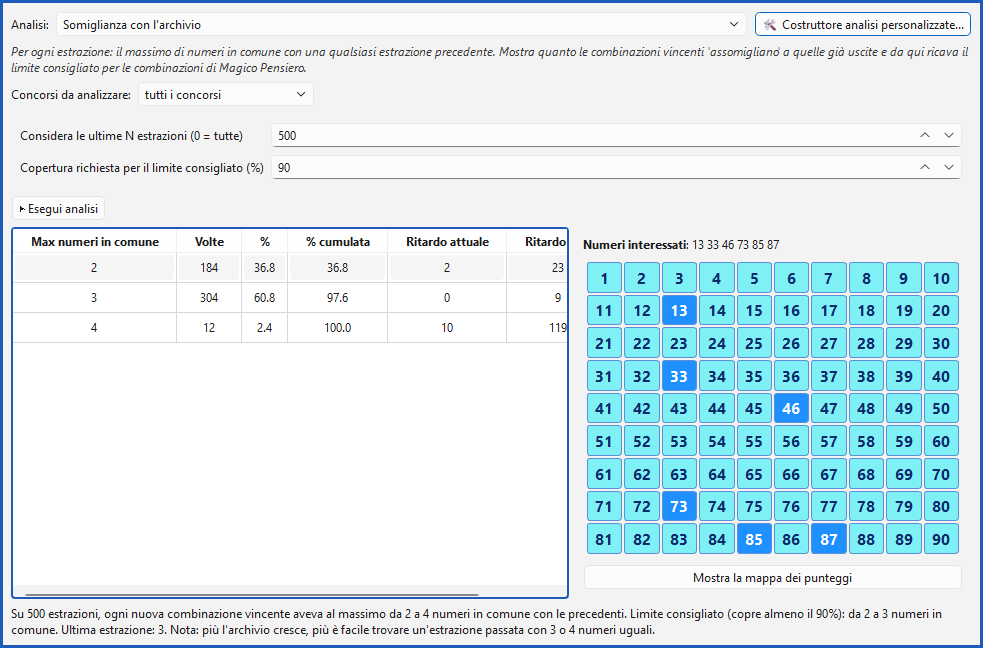 Analisi: Somiglianza con l'archivio Costruttore analisi personalizzate...
Per ogni estrazione: il massimo di numeri in comune con una qualsiasi estrazione precedente. Mostra quanto le combinazioni vincenti 'assomigliano' a quelle già uscite e da qui ricava il
limite consigliato per le combinazioni di Magico Pensiero.
Concorsi da analizzare: tutti i concorsi
Considera le ultime N estrazioni (0 = tutte) 500
Copertura richiesta per il limite consigliato (%) 90
Esegui analisi
Max numeri in comune Volte % % cumulata Ritardo attuale Ritardo
2 184 36.8 36.8 2 23
3 304 60.8 97.6 0 9
4 12 2.4 100.0 10 119
Numeri interessati: 13 33 46 73 85 87
1 2 3 4 5 6 7 8 9 10
11 12 13 14 15 16 17 18 19 20
21 22 23 24 25 26 27 28 29 30
31 32 33 34 35 36 37 38 39 40
41 42 43 44 45 46 47 48 49 50
51 52 53 54 55 56 57 58 59 60
61 62 63 64 65 66 67 68 69 70
71 72 73 74 75 76 77 78 79 80
81 82 83 84 85 86 87 88 89 90
Mostra la mappa dei punteggi
Su 500 estrazioni, ogni nuova combinazione vincente aveva al massimo da 2 a 4 numeri in comune con le precedenti. Limite consigliato (copre almeno il 90%): da 2 a 3 numeri in
comune. Ultima estrazione: 3. Nota: più l'archivio cresce, più è facile trovare un'estrazione passata con 3 o 4 numeri uguali.